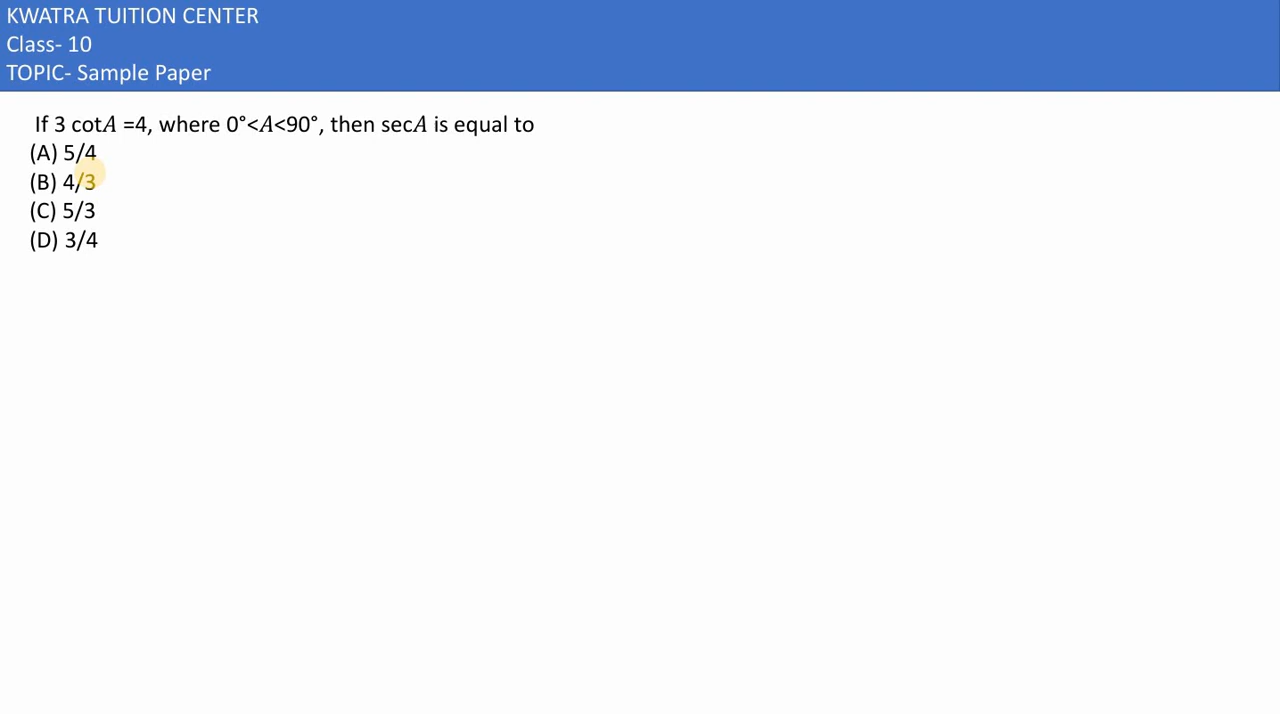 KWATRA TUITION CENTER
Class- 10
TOPIC- Sample Paper
If 3 cot𝐴 =4, where 0°<𝐴<90°, then sec𝐴 is equal to
(A) 5/4
(B) 4/3
(C) 5/3
(D) 3/4